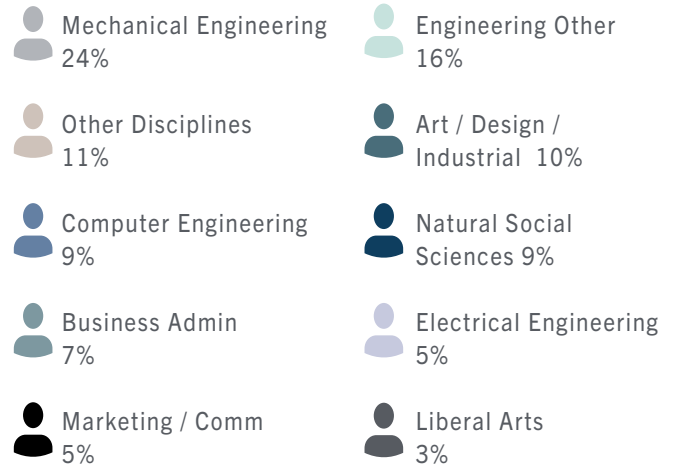 Mechanical Engineering
24%
Engineering Other
16%
Other Disciplines
11%
Art / Design /
Industrial 10%
Computer Engineering
9%
Natural Social
Sciences 9%
Business Admin
7%
Electrical Engineering
5%
Marketing / Comm
5%
Liberal Arts
3%